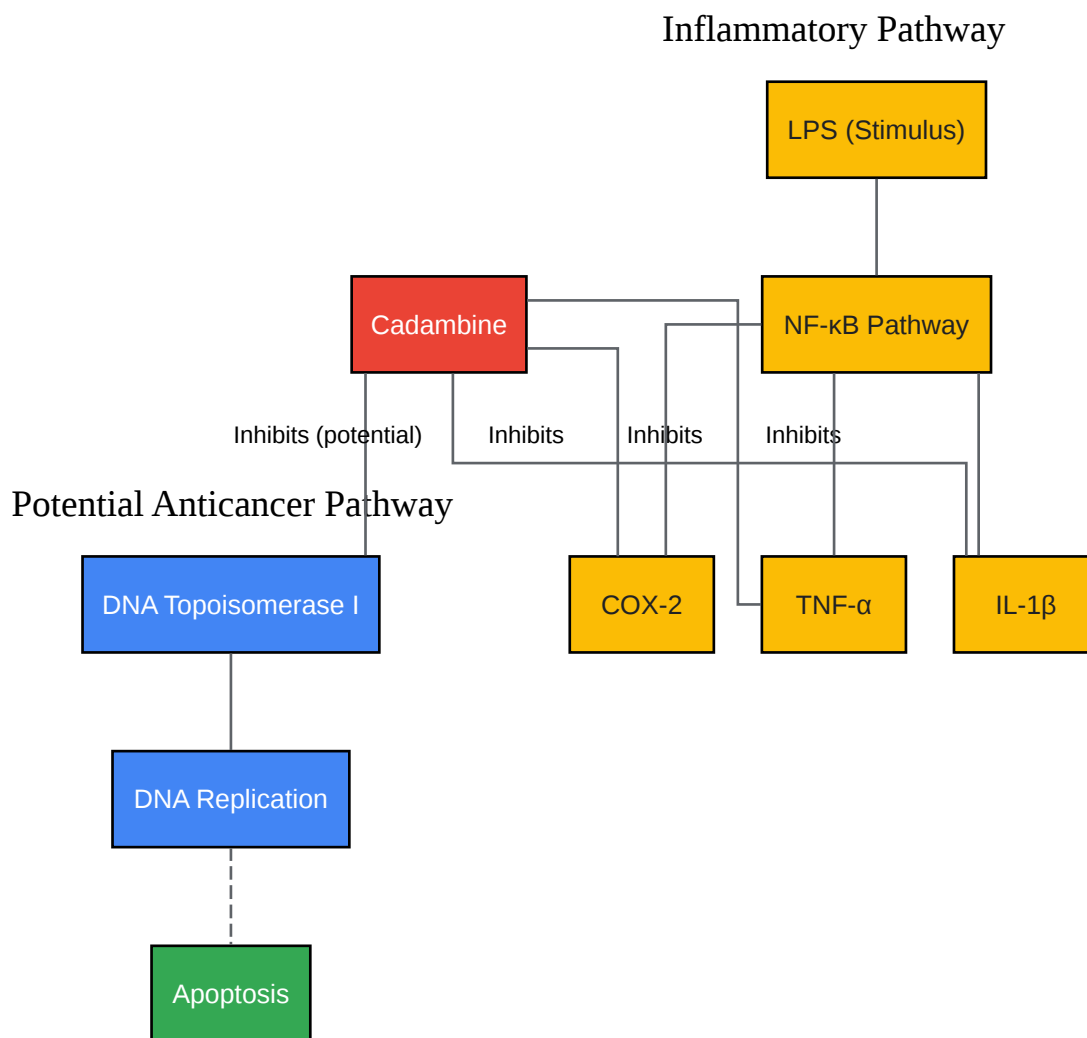 Inflammatory Pathway
LPS (Stimulus)
Cadambine
NF-κB Pathway
Inhibits (potential)
Inhibits
Inhibits
Inhibits
Potential Anticancer Pathway
DNA Topoisomerase I
COX-2
TNF-α
IL-1β
DNA Replication
Apoptosis